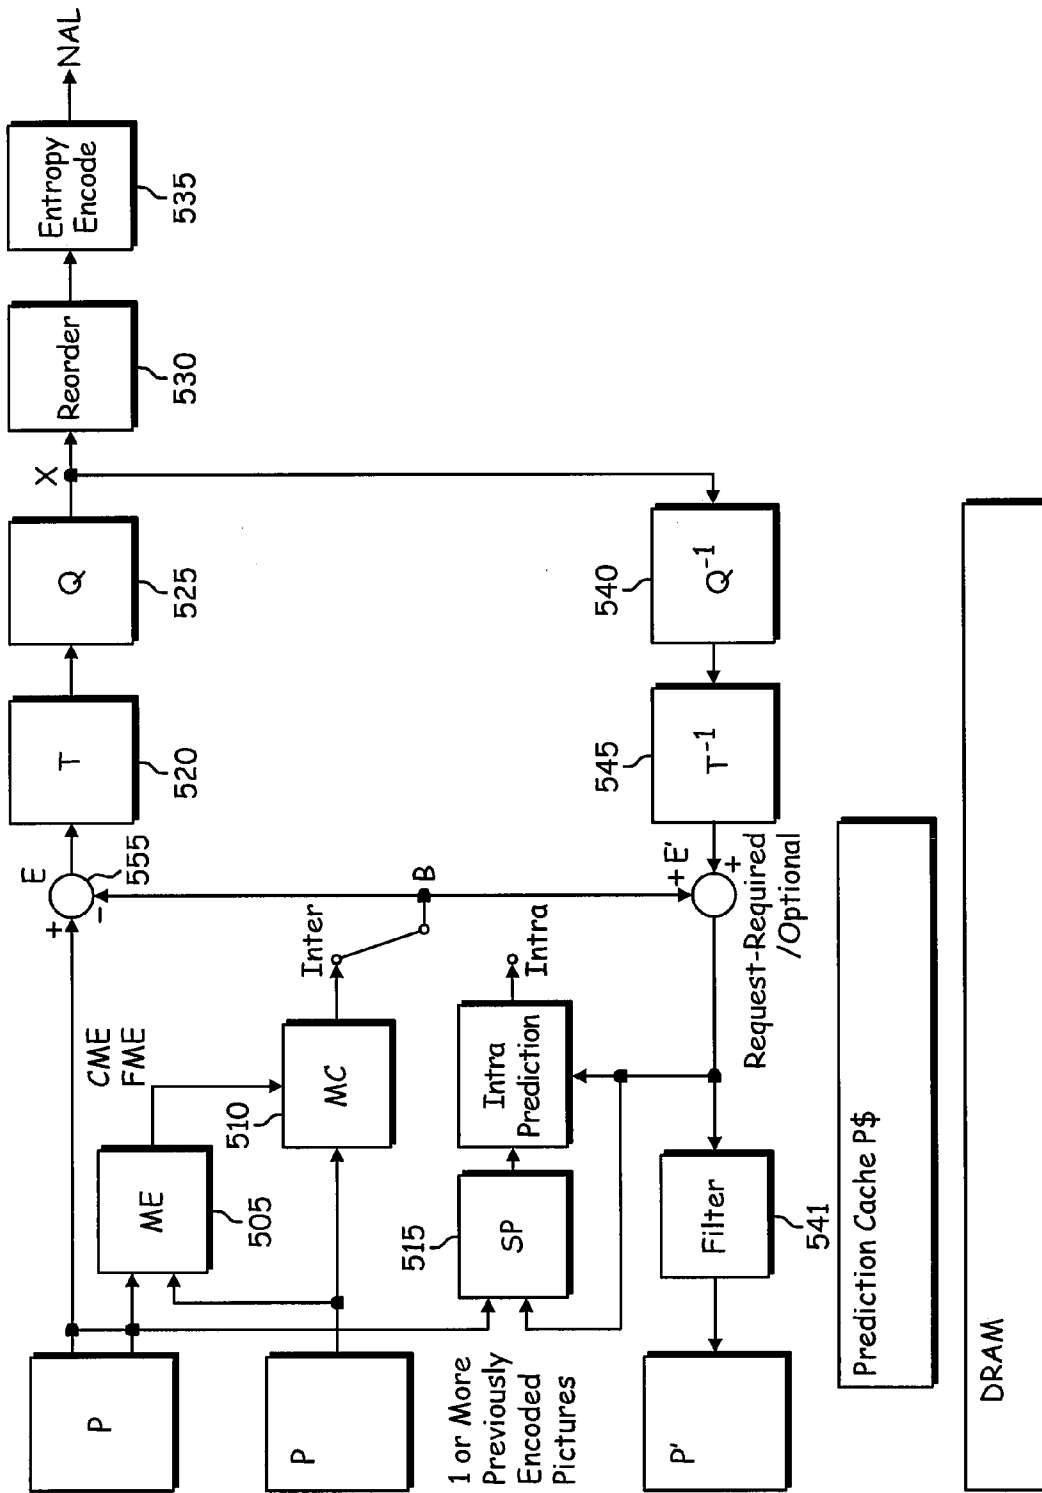 P
P
1 or More
Previously
Encoded
Pictures
P'
ME
505
CME
FME
MC
510
SP
515
Intra
Prediction
Inter
Intra
B
+
-
E
555
T
520
Q
525
X
Reorder
530
Entropy
Encode
535
NAL
Q-1
540
T-1
545
+ E'
+
Request-Required
/Optional
Filter
541
Prediction Cache P$
DRAM